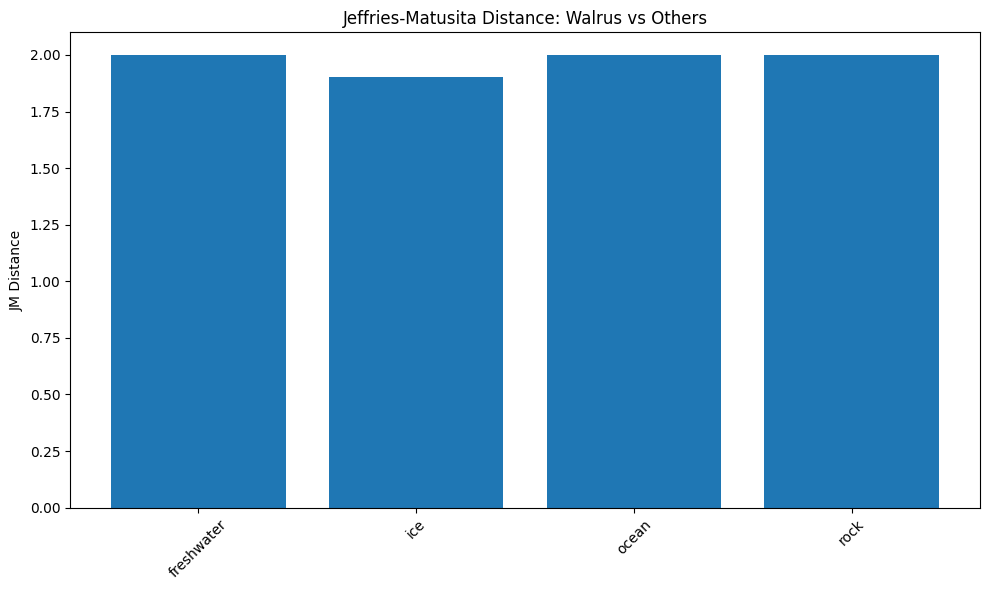 Jeffries-Matusita Distance: Walrus vs Others
JM Distance
2.00
1.75
1.50
1.25
1.00
0.75
0.50
0.25
0.00
freshwater
ice
ocean
rock